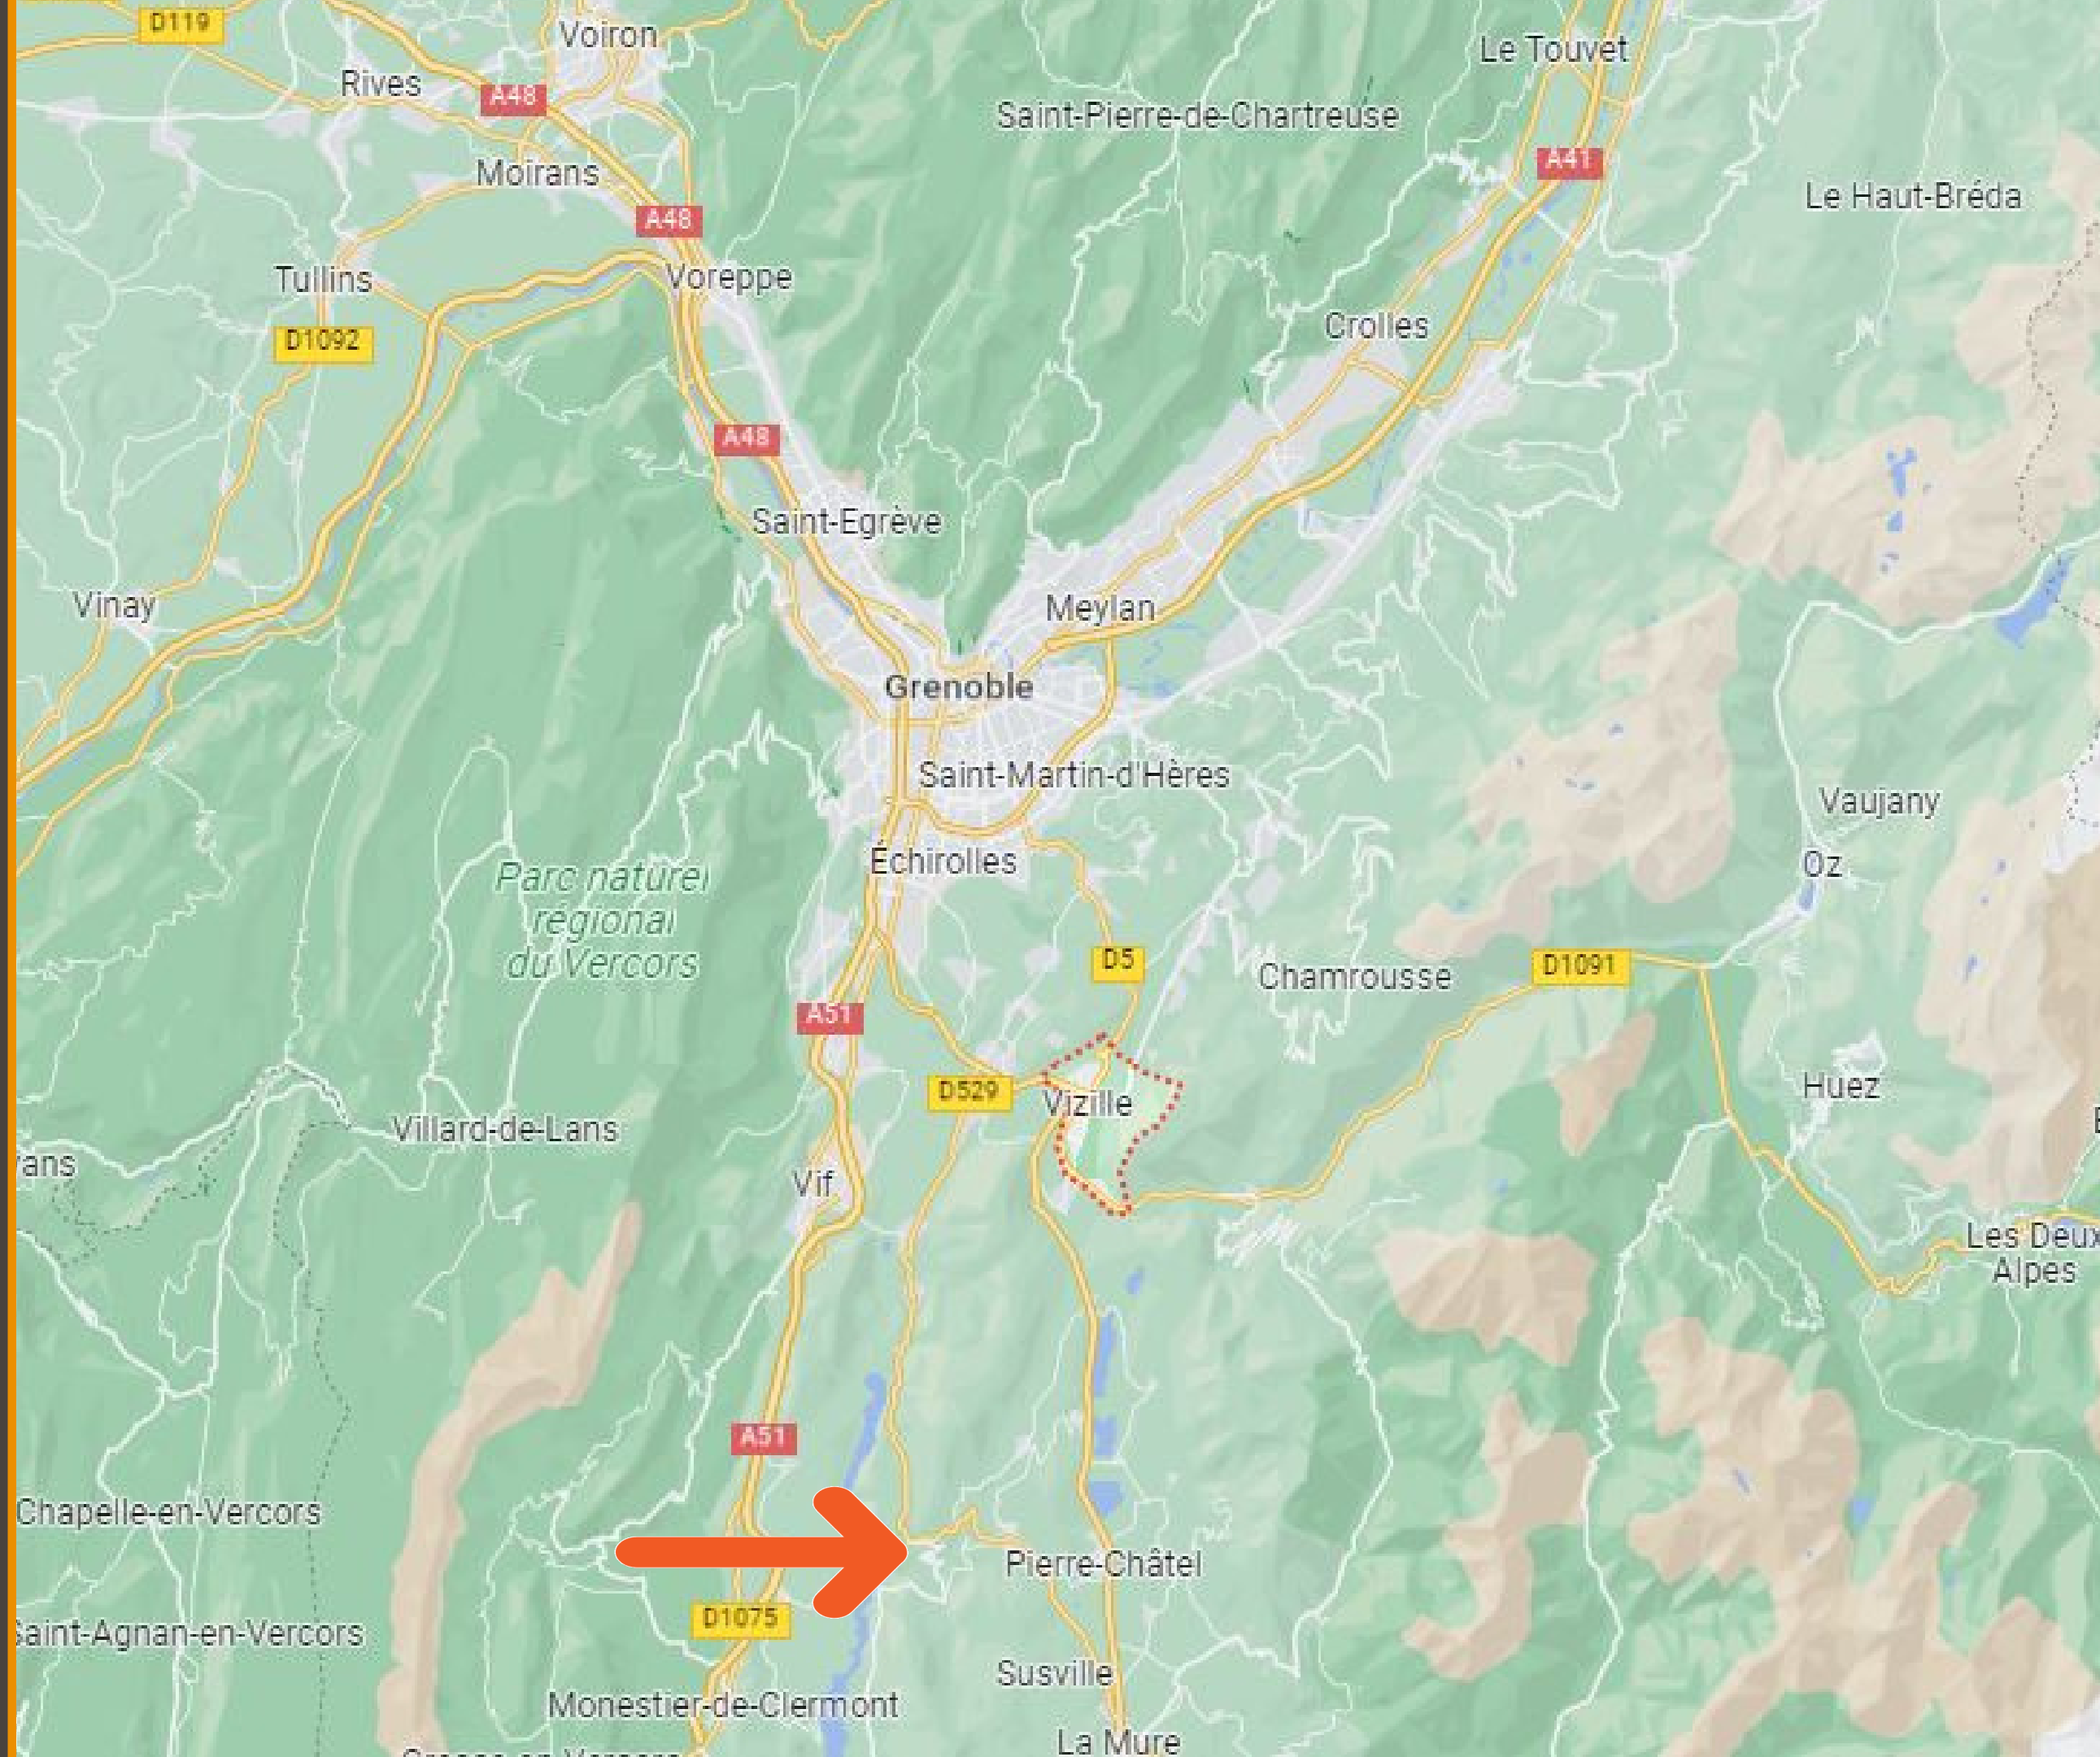 D119
Voiron
Le Touvet
Rives
A48
Saint-Pierre-de-Chartreuse
A41
Moirans
Le Haut-Bréda
A48
Tullins
Voreppe
D1092
Crolles
A48
Saint-Egrève
Vinay
Meylan
Grenoble
Saint-Martin-d'Hères
Vaujany
Échirolles
Oz
Parc naturel
régional
du Vercors
D5
D1091
Chamrousse
A51
D529
Vizille
Huez
Villard-de-Lans
Vif
Les Deux
Alpes
A51
Chapelle-en-Vercors
Pierre-Châtel
D1075
Saint-Agnan-en-Vercors
Susville
Monestier-de-Clermont
La Mure